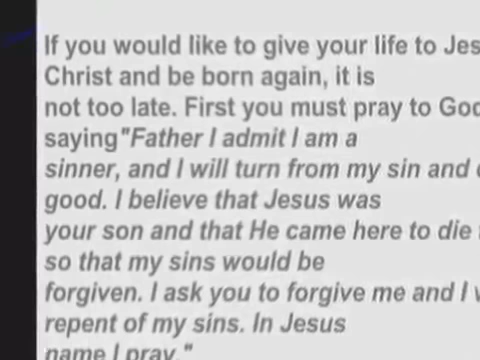 If you would like to give your life to
Christ and be born again, it is
not too late. First you must pray to
saying"Father I admit I am a
sinner, and I will turn from my sin and
good. I believe that Jesus was
your son and that He came here to die
so that my sins would be
forgiven. I ask you to forgive me and I
repent of my sins. In Jesus
name I pray."